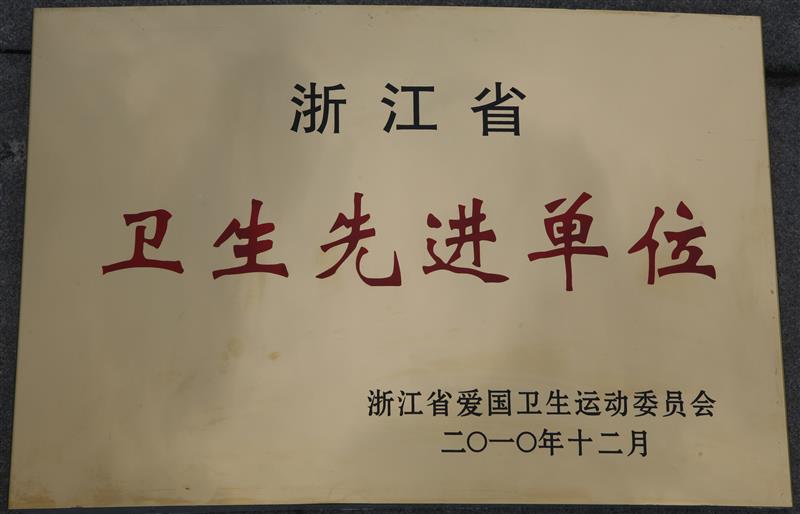 浙江省
卫生先进单位
浙江省爱国卫生运动委员会
二〇一〇年十二月